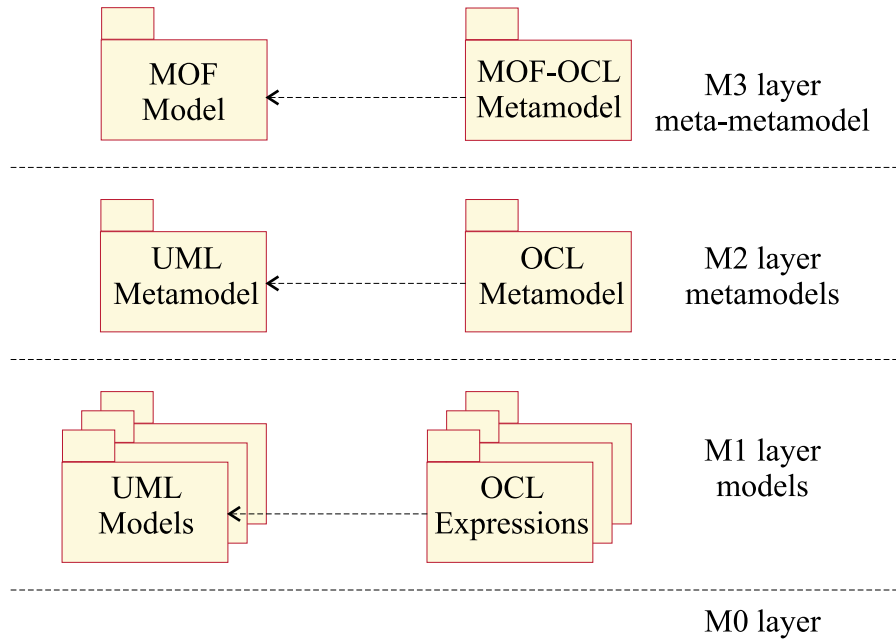 MOF
Model
MOF-OCL
Metamodel
M3 layer
meta-metamodel
UML
Metamodel
OCL
Metamodel
M2 layer
metamodels
UML
Models
OCL
Expressions
M1 layer
models
M0 layer